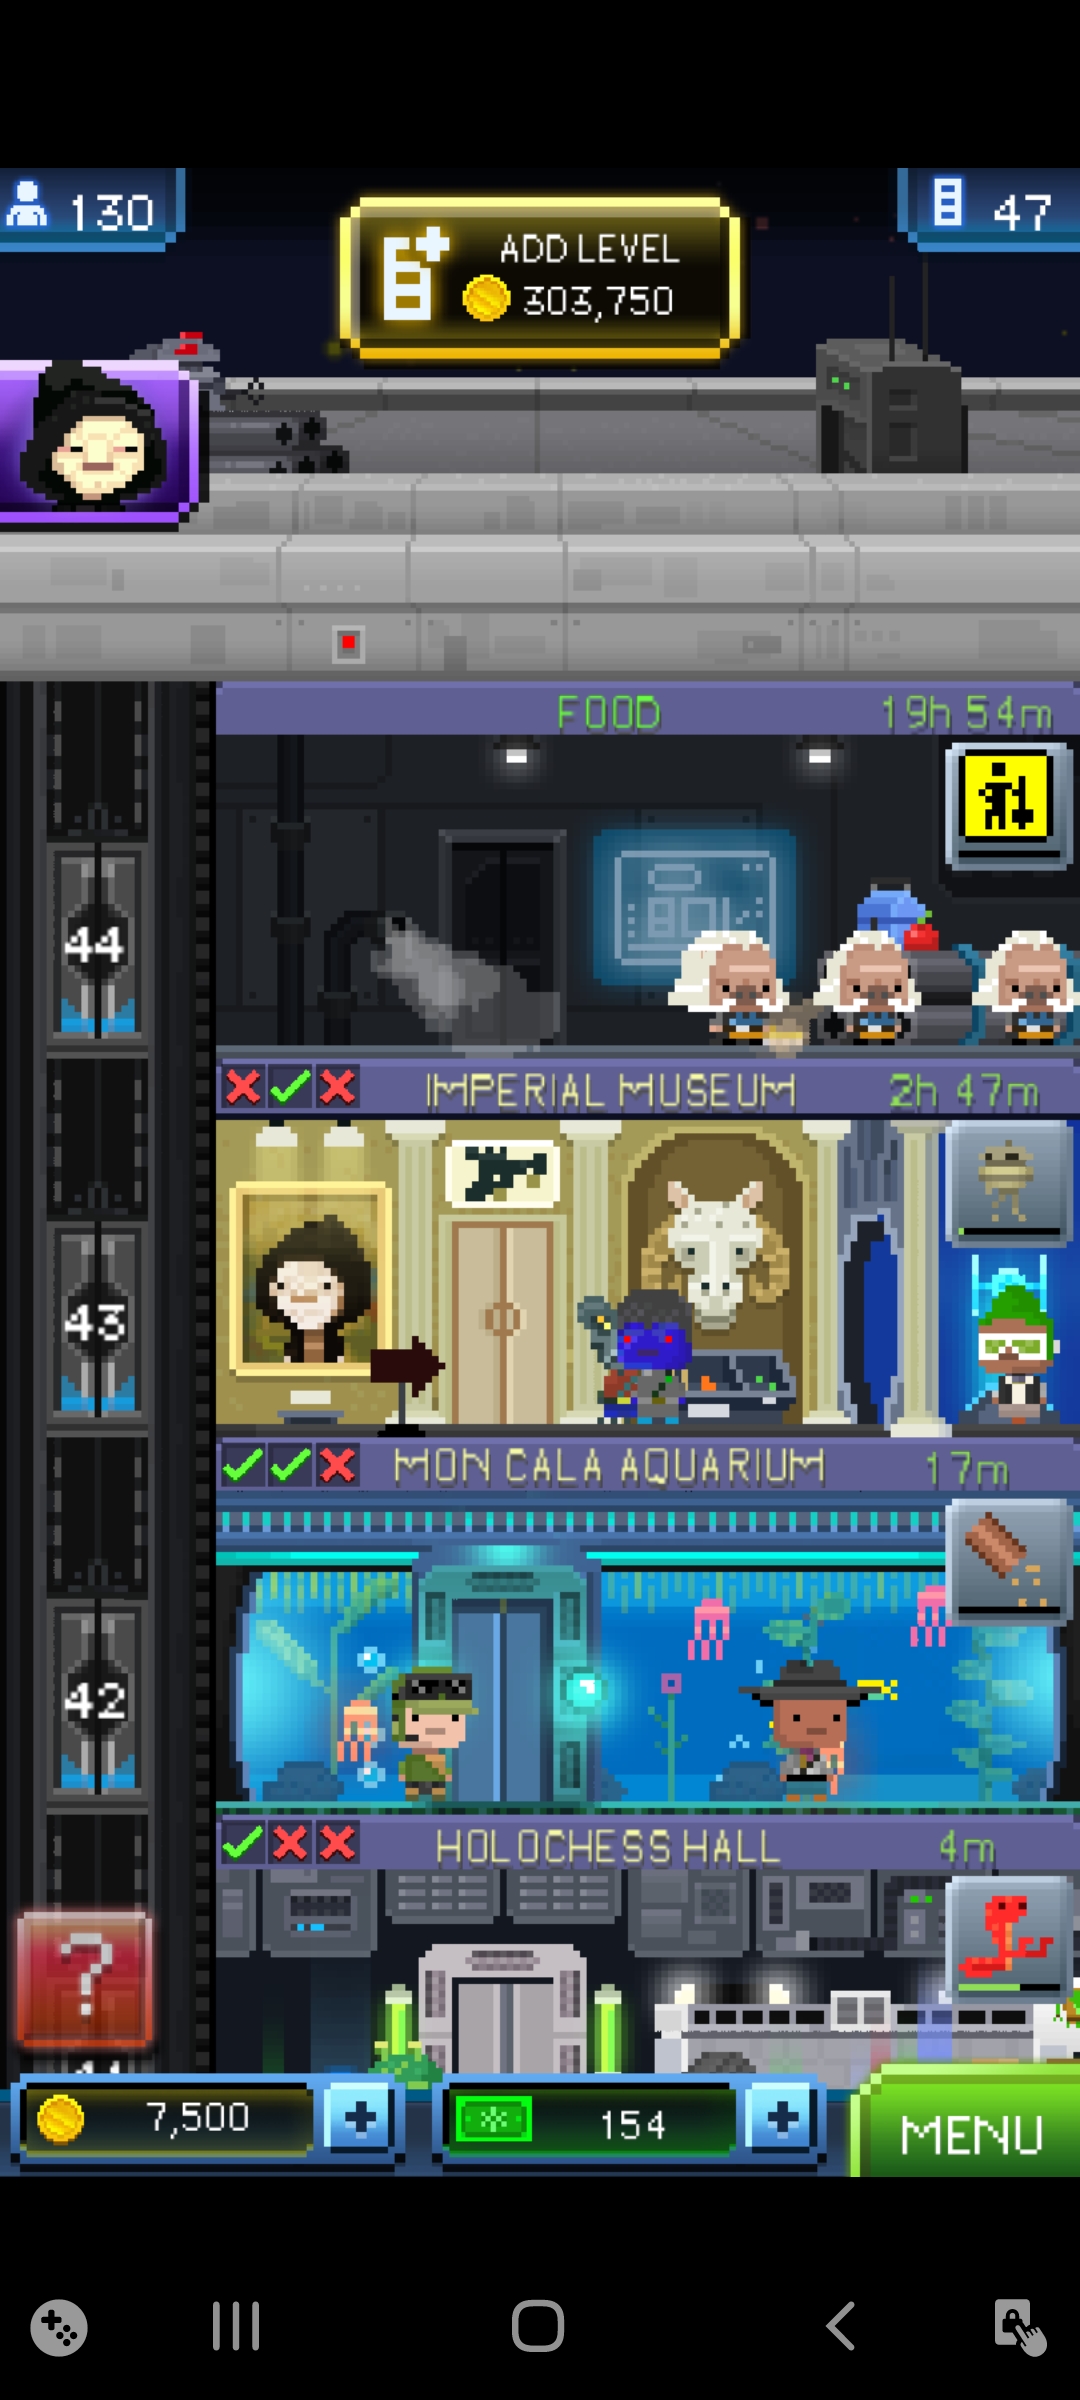 130
ADD LEVEL
303,750
47
FOOD
19h 54m
44
IMPERIAL MUSEUM
2h 47m
43
MON CALA AQUARIUM
17m
42
HOLOCHESS HALL
4m
?
7,500
154
MENU